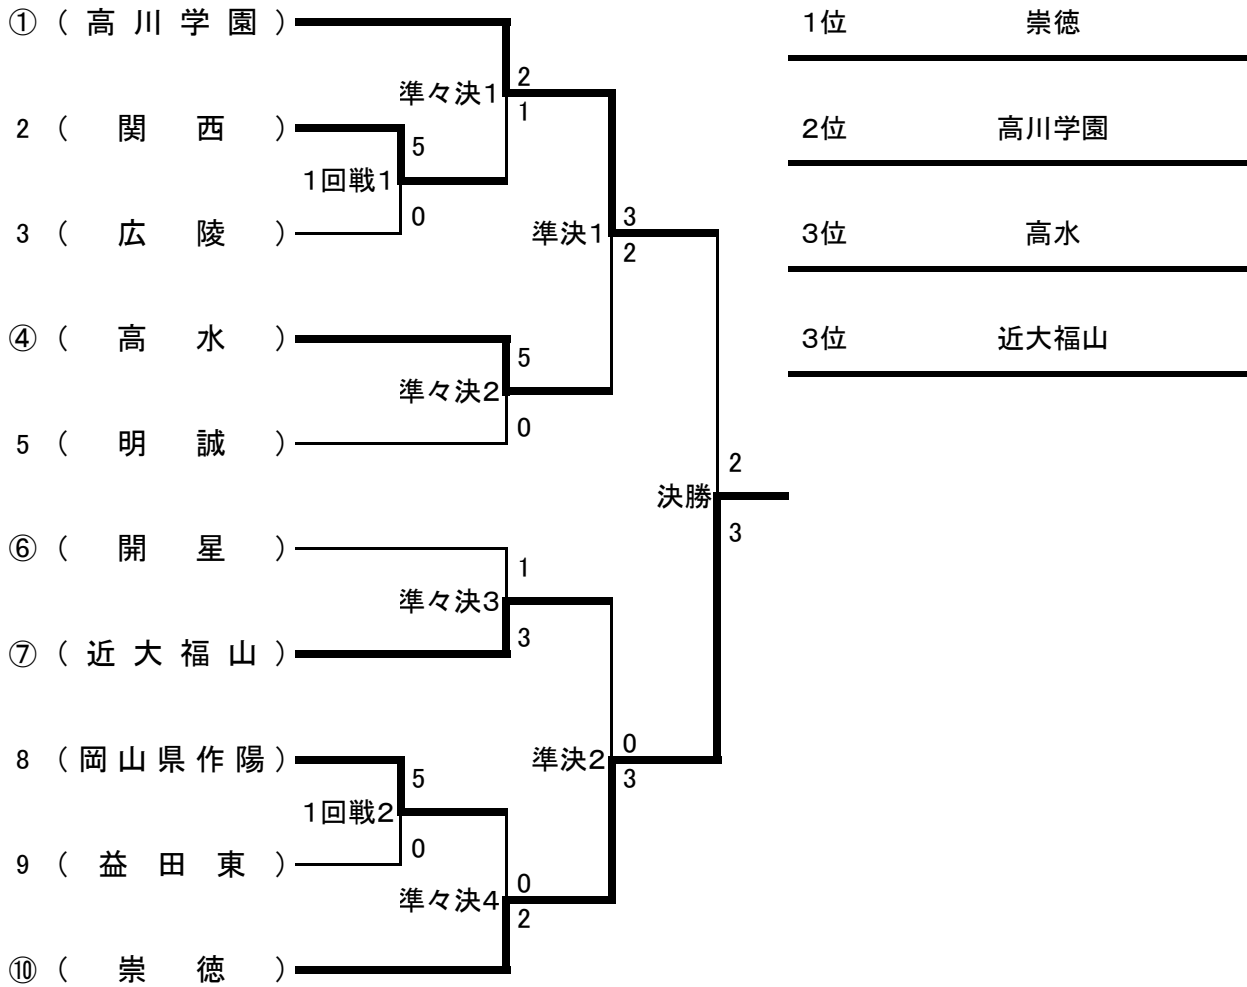 ①（高川学園）
2（関西）
3（広陵）
④（高水）
5（明誠）
⑥（開星）
⑦（近大福山）
8（岡山県作陽）
9（益田東）
⑩（崇徳）
1回戦1
5
0
1回戦2
5
0
準々決1
2
1
準々決2
5
0
準々決3
1
3
準々決4
0
2
準決1
3
2
準決2
0
3
決勝
2
3
1位 崇徳
2位 高川学園
3位 高水
3位 近大福山